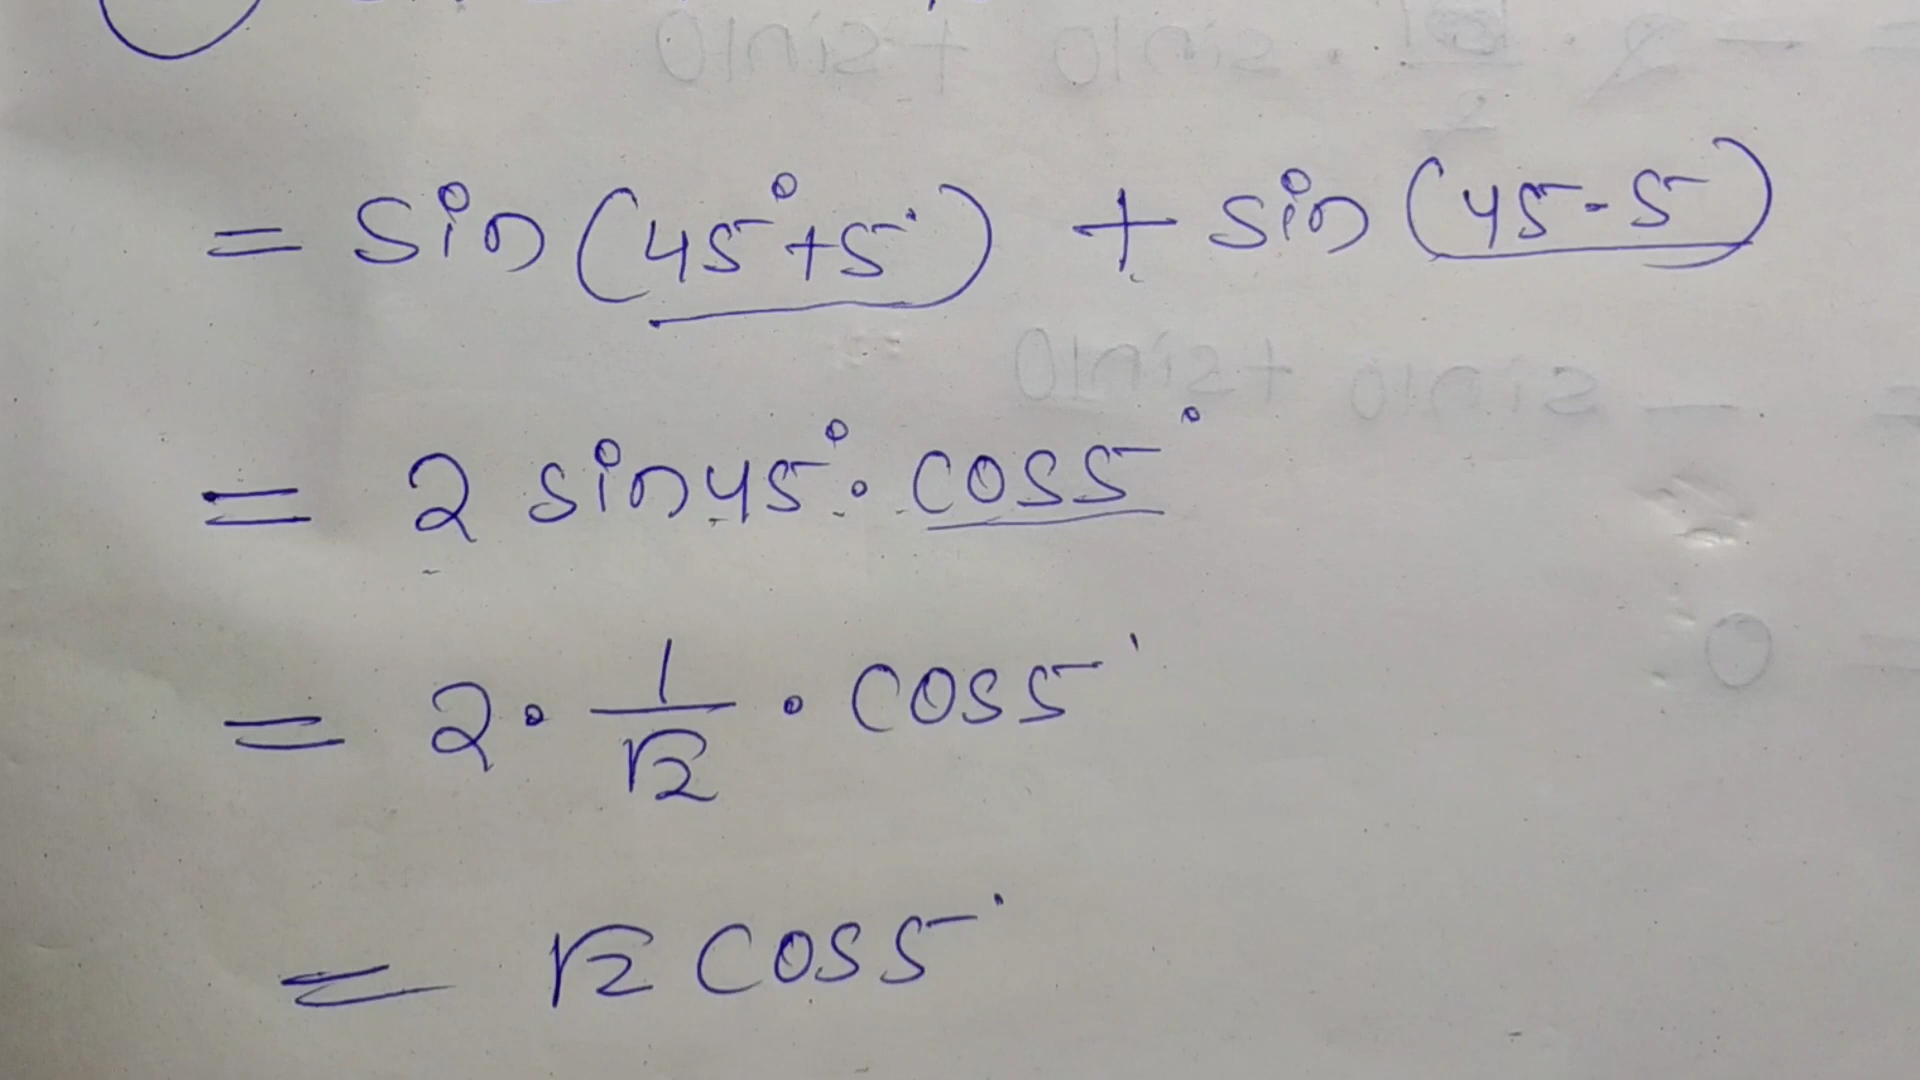 = sin (45°+5°) + sin (45-5)
= 2 sin45° · cos5°
= 2 · 1/√2 · cos5°
= √2 cos5°